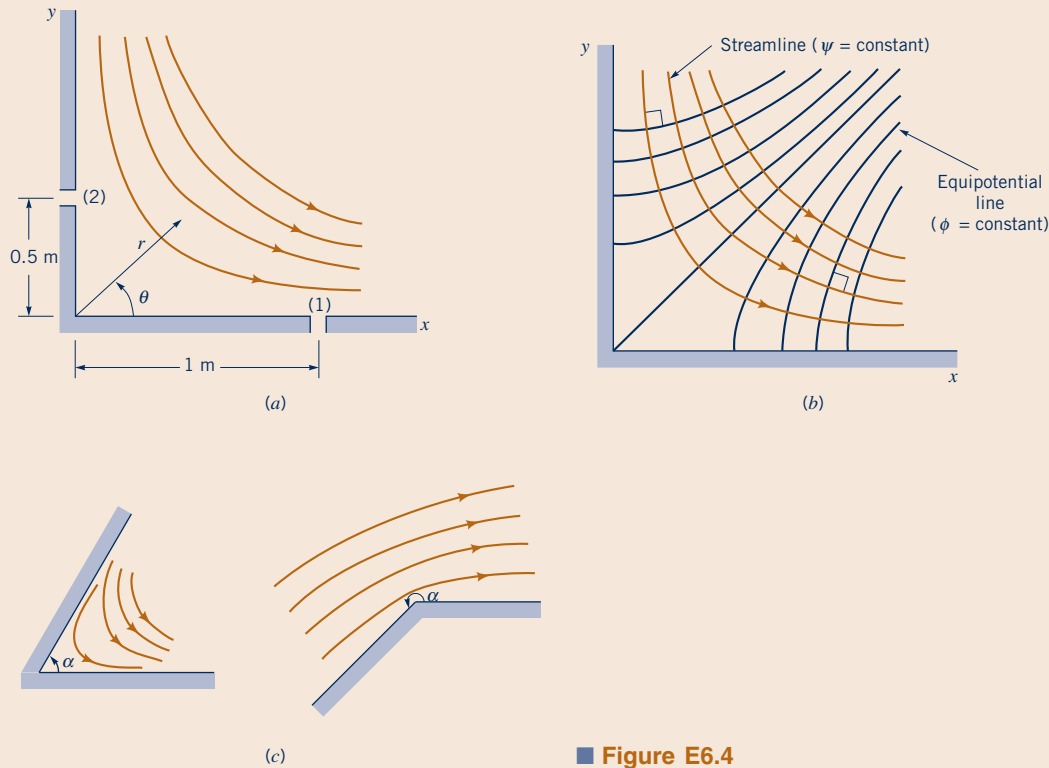 y
(2)
0.5 m
r
θ
(1)
x
1 m
(a)
y
Streamline (ψ = constant)
Equipotential
line
(ϕ = constant)
x
(b)
α
α
(c)
Figure E6.4